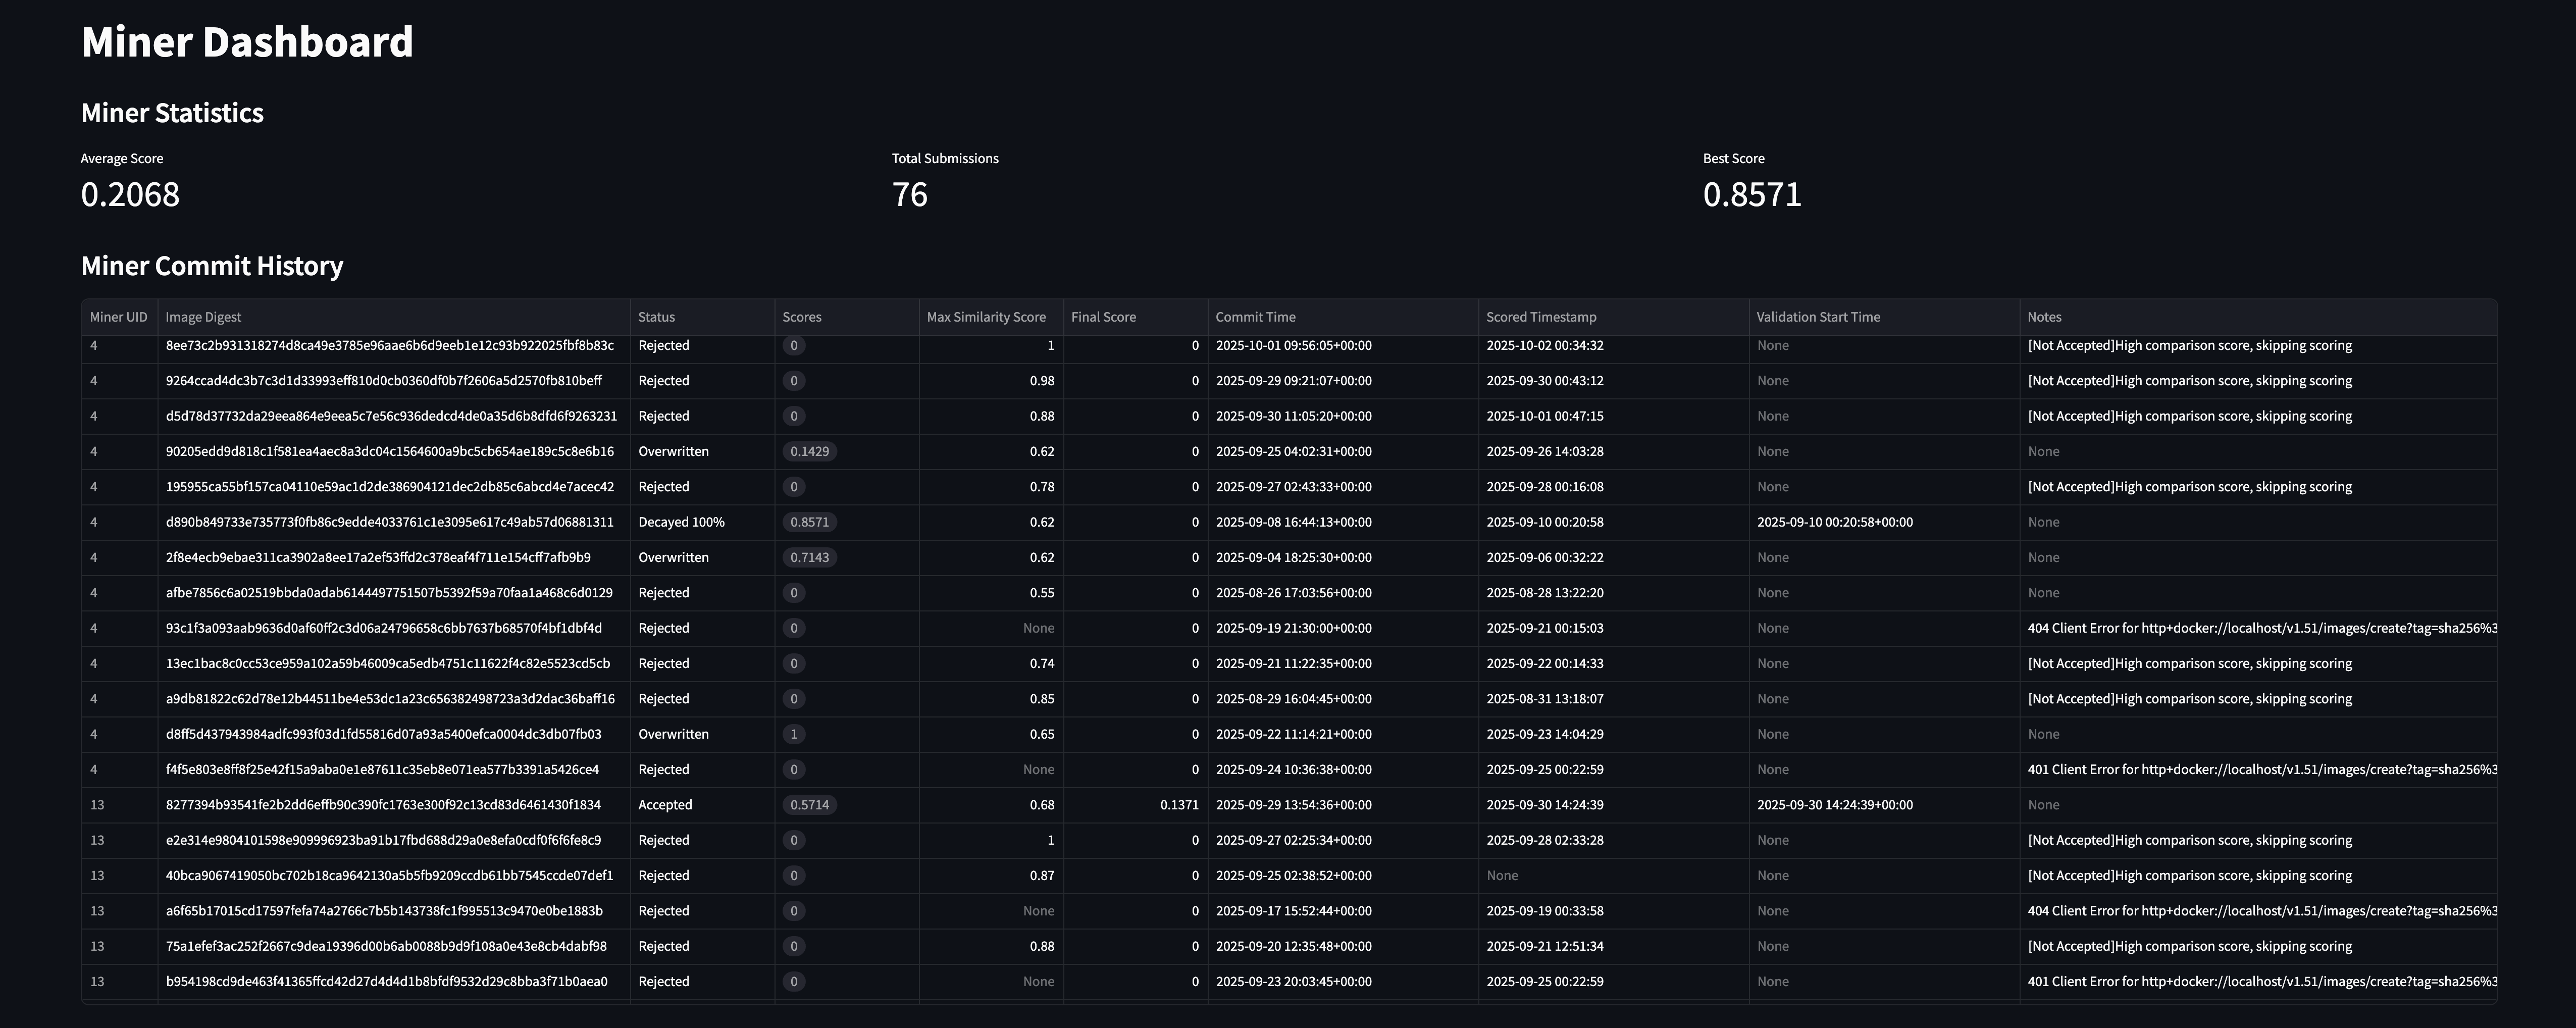 Miner Dashboard
Miner Statistics
Average Score Total Submissions Best Score
0.2068 76 0.8571
Miner Commit History
Miner UID Image Digest Status Scores Max Similarity Score Final Score Commit Time Scored Timestamp Validation Start Time Notes
4 8ee73c2b931318274d8ca49e3785e96aae6b6d9eeb1e12c93b922025fbf8b83c Rejected 0 1 0 2025-10-01 09:56:05+00:00 2025-10-02 00:34:32 None [Not Accepted]High comparison score, skipping scoring
4 9264ccad4dc3b7c3d1d33993eff810d0cb0360df0b7f2606a5d2570fb810beff Rejected 0 0.98 0 2025-09-29 09:21:07+00:00 2025-09-30 00:43:12 None [Not Accepted]High comparison score, skipping scoring
4 d5d78d37732da29eea864e9eea5c7e56c936dedcd4de0a35d6b8dfd6f9263231 Rejected 0 0.88 0 2025-09-30 11:05:20+00:00 2025-10-01 00:47:15 None [Not Accepted]High comparison score, skipping scoring
4 90205edd9d818c1f581ea4aec8a3dc04c1564600a9bc5cb654ae189c5c8e6b16 Overwritten 0.1429 0.62 0 2025-09-25 04:02:31+00:00 2025-09-26 14:03:28 None None
4 195955ca55bf157ca04110e59ac1d2de386904121dec2db85c6abcd4e7acec42 Rejected 0 0.78 0 2025-09-27 02:43:33+00:00 2025-09-28 00:16:08 None [Not Accepted]High comparison score, skipping scoring
4 d890b849733e735773f0fb86c9edde4033761c1e3095e617c49ab57d06881311 Decayed 100% 0.8571 0.62 0 2025-09-08 16:44:13+00:00 2025-09-10 00:20:58 2025-09-10 00:20:58+00:00 None
4 2f8e4ecb9ebae311ca3902a8ee17a2ef53ffd2c378eaf4f711e154cff7afb9b9 Overwritten 0.7143 0.62 0 2025-09-04 18:25:30+00:00 2025-09-06 00:32:22 None None
4 afbe7856c6a02519bbda0adab6144497751507b5392f59a70faa1a468c6d0129 Rejected 0 0.55 0 2025-08-26 17:03:56+00:00 2025-08-28 13:22:20 None None
4 93c1f3a093aab9636d0af60ff2c3d06a24796658c6bb7637b68570f4bf1dbf4d Rejected 0 None 0 2025-09-19 21:30:00+00:00 2025-09-21 00:15:03 None 404 Client Error for http+docker://localhost/v1.51/images/create?tag=sha256%3
4 13ec1bac8c0cc53ce959a102a59b46009ca5edb4751c11622f4c82e5523cd5cb Rejected 0 0.74 0 2025-09-21 11:22:35+00:00 2025-09-22 00:14:33 None [Not Accepted]High comparison score, skipping scoring
4 a9db81822c62d78e12b44511be4e53dc1a23c656382498723a3d2dac36baff16 Rejected 0 0.85 0 2025-08-29 16:04:45+00:00 2025-08-31 13:18:07 None [Not Accepted]High comparison score, skipping scoring
4 d8ff5d437943984adfc993f03d1fd55816d07a93a5400efca0004dc3db07fb03 Overwritten 1 0.65 0 2025-09-22 11:14:21+00:00 2025-09-23 14:04:29 None None
4 f4f5e803e8ff8f25e42f15a9aba0e1e87611c35eb8e071ea577b3391a5426ce4 Rejected 0 None 0 2025-09-24 10:36:38+00:00 2025-09-25 00:22:59 None 401 Client Error for http+docker://localhost/v1.51/images/create?tag=sha256%3
13 8277394b93541fe2b2dd6effb90c390fc1763e300f92c13cd83d6461430f1834 Accepted 0.5714 0.68 0.1371 2025-09-29 13:54:36+00:00 2025-09-30 14:24:39 2025-09-30 14:24:39+00:00 None
13 e2e314e9804101598e909996923ba91b17fbd688d29a0e8efa0cdf0f6f6fe8c9 Rejected 0 1 0 2025-09-27 02:25:34+00:00 2025-09-28 02:33:28 None [Not Accepted]High comparison score, skipping scoring
13 40bca9067419050bc702b18ca9642130a5b5fb9209ccdb61bb7545ccde07def1 Rejected 0 0.87 0 2025-09-25 02:38:52+00:00 None None [Not Accepted]High comparison score, skipping scoring
13 a6f65b17015cd17597fefa74a2766c7b5b143738fc1f995513c9470e0be1883b Rejected 0 None 0 2025-09-17 15:52:44+00:00 2025-09-19 00:33:58 None 404 Client Error for http+docker://localhost/v1.51/images/create?tag=sha256%3
13 75a1efef3ac252f2667c9dea19396d00b6ab0088b9d9f108a0e43e8cb4dabf98 Rejected 0 0.88 0 2025-09-20 12:35:48+00:00 2025-09-21 12:51:34 None [Not Accepted]High comparison score, skipping scoring
13 b954198cd9de463f41365ffcd42d27d4d4d1b8bfdf9532d29c8bba3f71b0aea0 Rejected 0 None 0 2025-09-23 20:03:45+00:00 2025-09-25 00:22:59 None 401 Client Error for http+docker://localhost/v1.51/images/create?tag=sha256%3